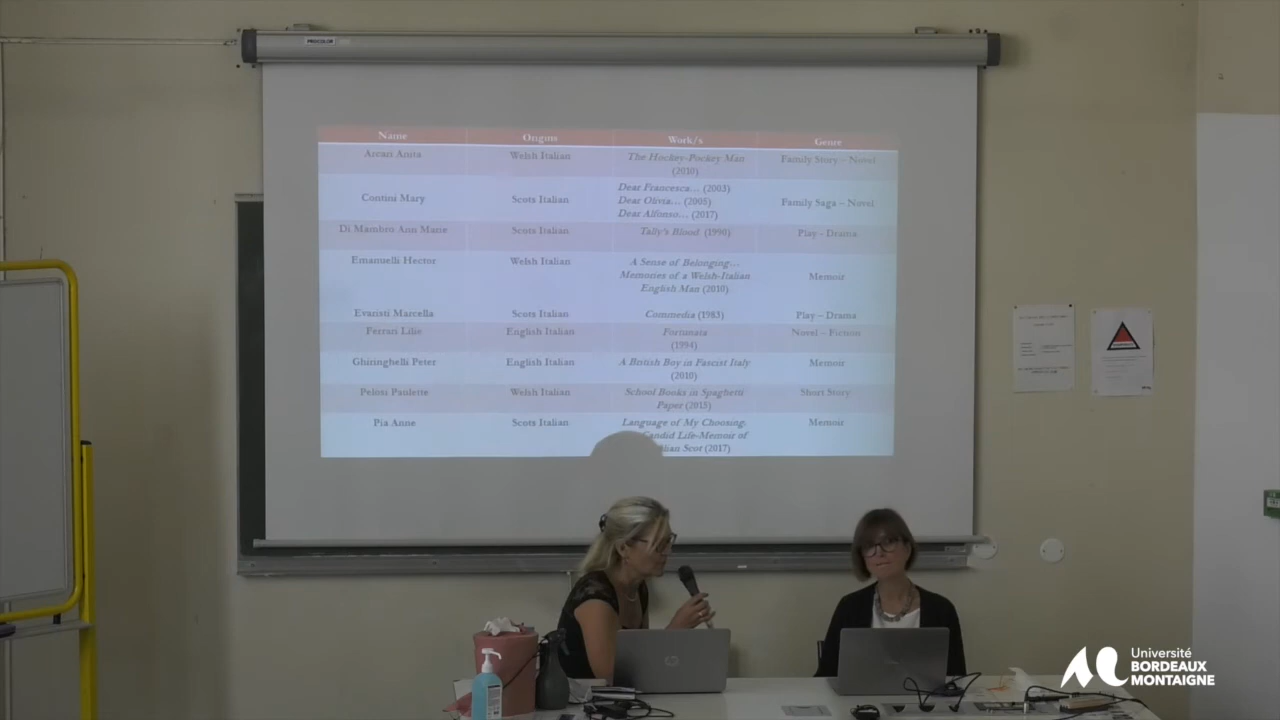 PROCOLOR
Name Origins Work/s Genre
Arcari Anita Welsh Italian The Hockey-Pockey Man Family Story – Novel
(2010)
Contini Mary Scots Italian Dear Francesca… (2003) Family Saga – Novel
Dear Olivia… (2005)
Dear Alfonso… (2017)
Di Mambro Ann Marie Scots Italian Tally's Blood (1990) Play - Drama
Emanuelli Hector Welsh Italian A Sense of Belonging… Memoir
Memories of a Welsh-Italian
English Man (2010)
Evaristi Marcella Scots Italian Commedia (1983) Play – Drama
Ferrari Lilie English Italian Fortunata Novel – Fiction
(1994)
Ghiringhelli Peter English Italian A British Boy in Fascist Italy Memoir
(2010)
Pelosi Paulette Welsh Italian School Books in Spaghetti Short Story
Paper (2015)
Pia Anne Scots Italian Language of My Choosing. Memoir
Candid Life-Memoir of
Scot (2017)
hp
Université
BORDEAUX
MONTAIGNE